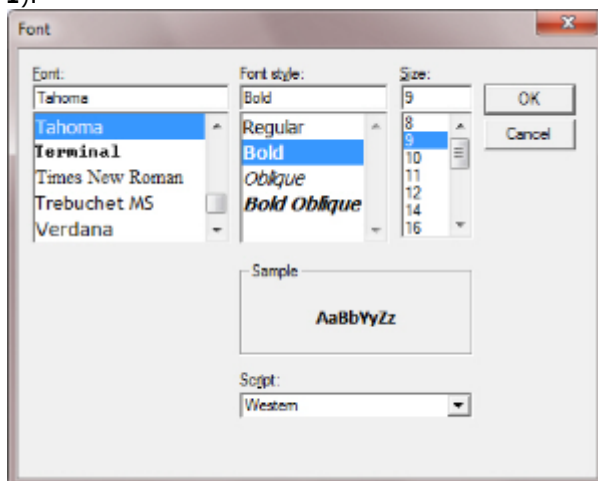 Font
Font:
Tahoma
Tahoma
Terminal
Times New Roman
Trebuchet MS
Verdana
Font style:
Bold
Regular
Bold
Oblique
Bold Oblique
Size:
9
8
9
10
11
12
14
16
OK
Cancel
Sample
AaBbYyZz
Script:
Western